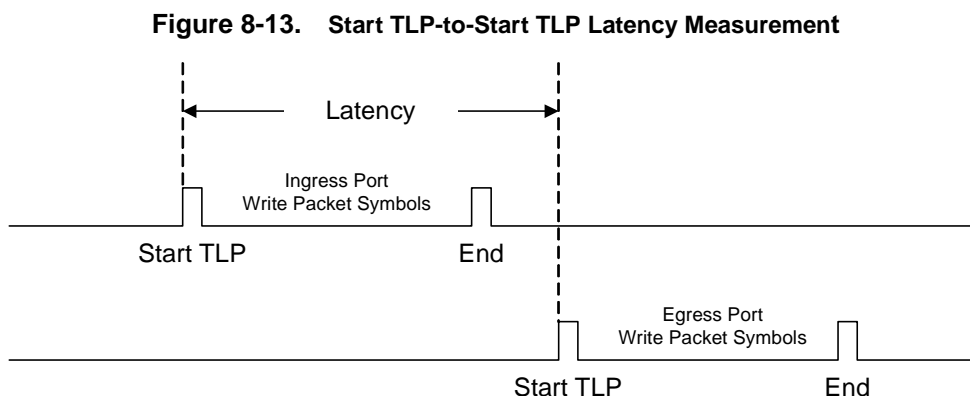 Figure 8-13. Start TLP-to-Start TLP Latency Measurement
Latency
Ingress Port
Write Packet Symbols
Start TLP
End
Egress Port
Write Packet Symbols
Start TLP
End